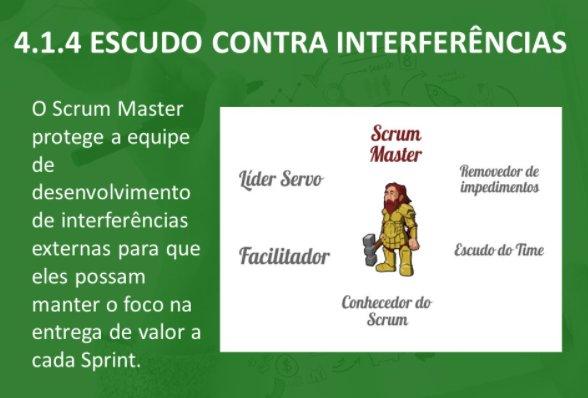 4.1.4 ESCUDO CONTRA INTERFERÊNCIAS
O Scrum Master
protege a equipe
de
desenvolvimento
de interferências
externas para que
eles possam
manter o foco na
entrega de valor a
cada Sprint.
Scrum
Master
Líder Servo
Removedor de
impedimentos
Facilitador
Escudo do Time
Conhecedor do
Scrum